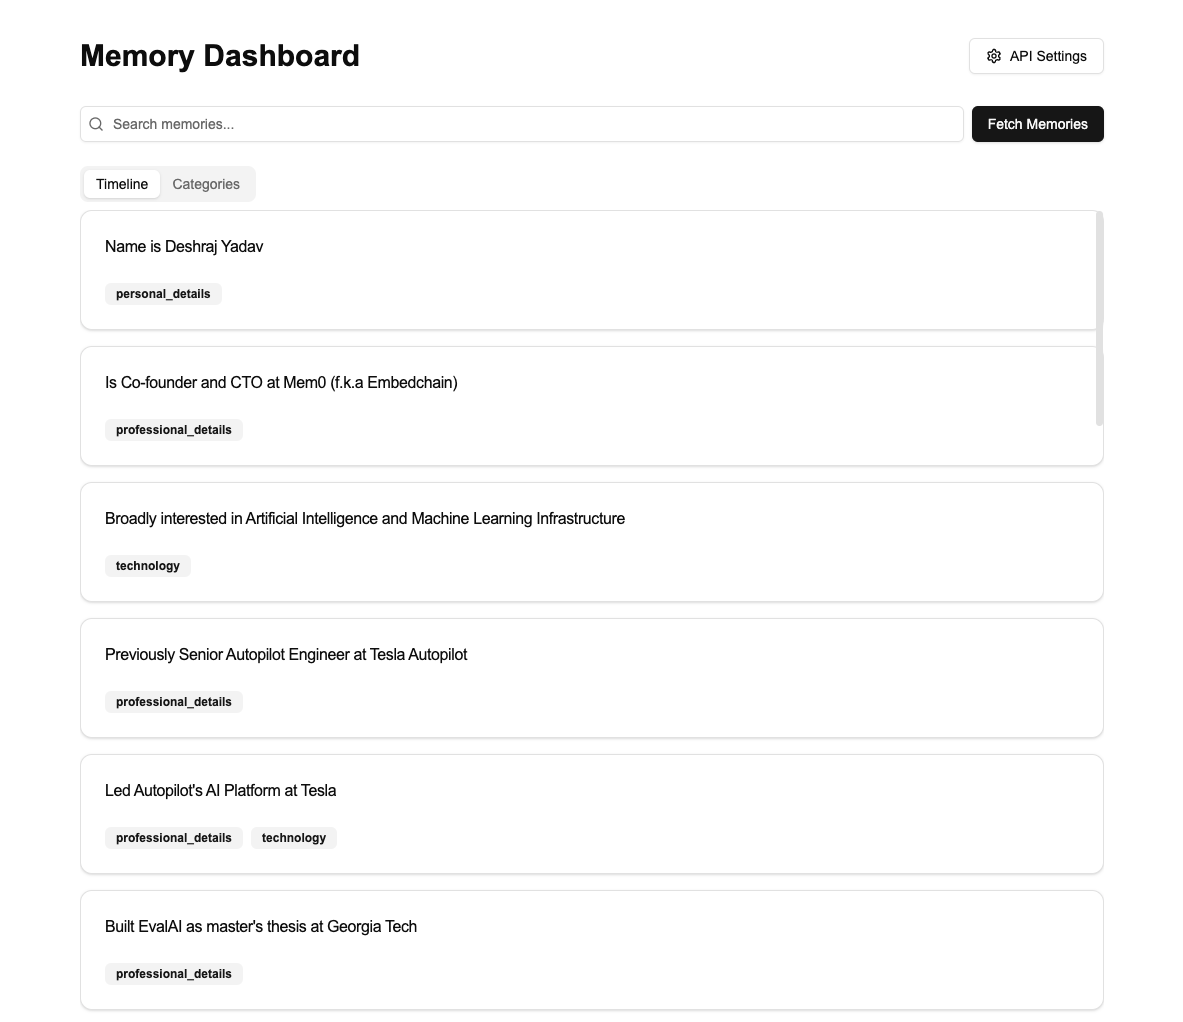 Memory Dashboard
API Settings
Search memories...
Fetch Memories
Timeline
Categories
Name is Deshraj Yadav
personal_details
Is Co-founder and CTO at Mem0 (f.k.a Embedchain)
professional_details
Broadly interested in Artificial Intelligence and Machine Learning Infrastructure
technology
Previously Senior Autopilot Engineer at Tesla Autopilot
professional_details
Led Autopilot's AI Platform at Tesla
professional_details technology
Built EvalAI as master's thesis at Georgia Tech
professional_details